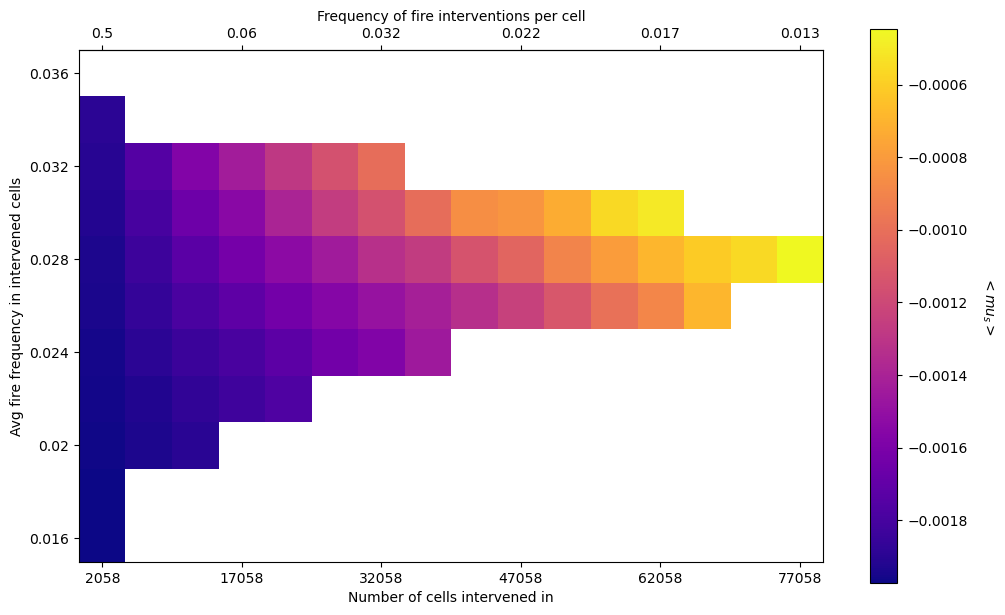 Frequency of fire interventions per cell
0.5 0.06 0.032 0.022 0.017 0.013
Avg fire frequency in intervened cells
0.036
0.032
0.028
0.024
0.02
0.016
2058 17058 32058 47058 62058 77058
Number of cells intervened in
−0.0006
−0.0008
−0.0010
−0.0012
−0.0014
−0.0016
−0.0018
< mu_s >